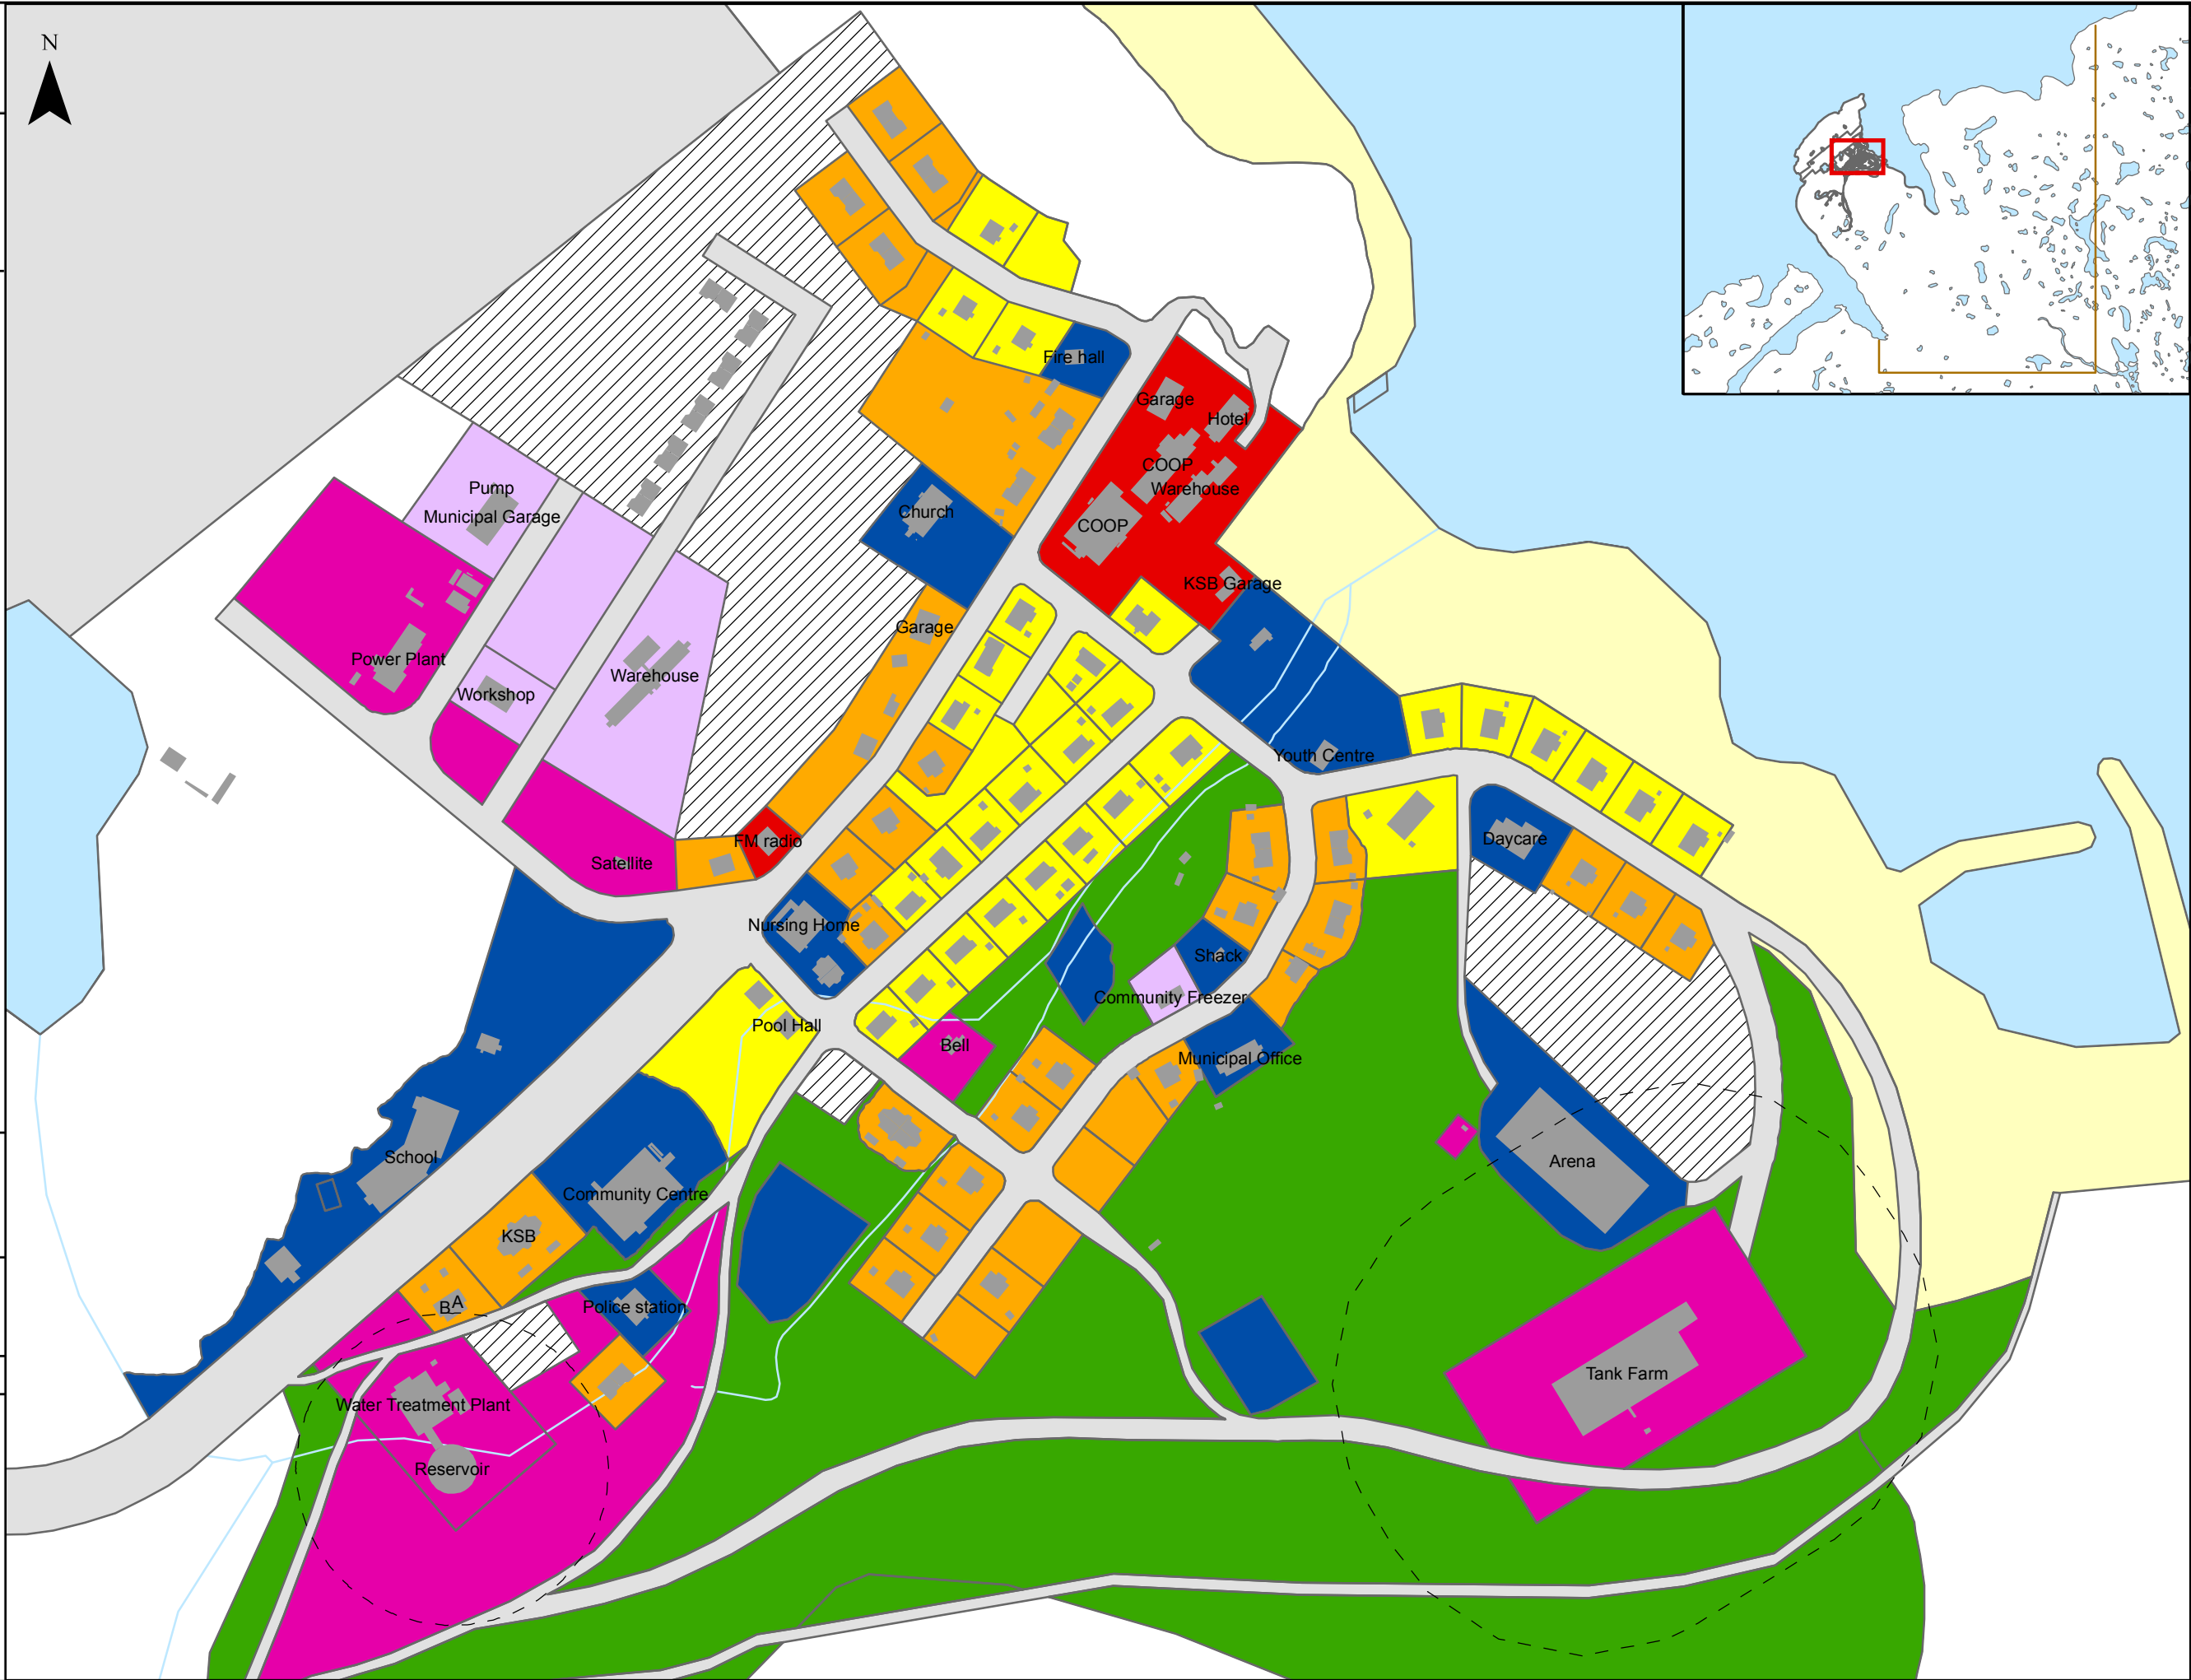 N
Fire hall
Garage
Hotel
COOP
Warehouse
Pump
Municipal Garage
Church
COOP
KSB Garage
Garage
Power Plant
Warehouse
Workshop
Youth Centre
FM radio
Daycare
Satellite
Nursing Home
Shack
Community Freezer
Pool Hall
Bell
Municipal Office
School
Arena
Community Centre
KSB
BA
Police station
Tank Farm
Water Treatment Plant
Reservoir